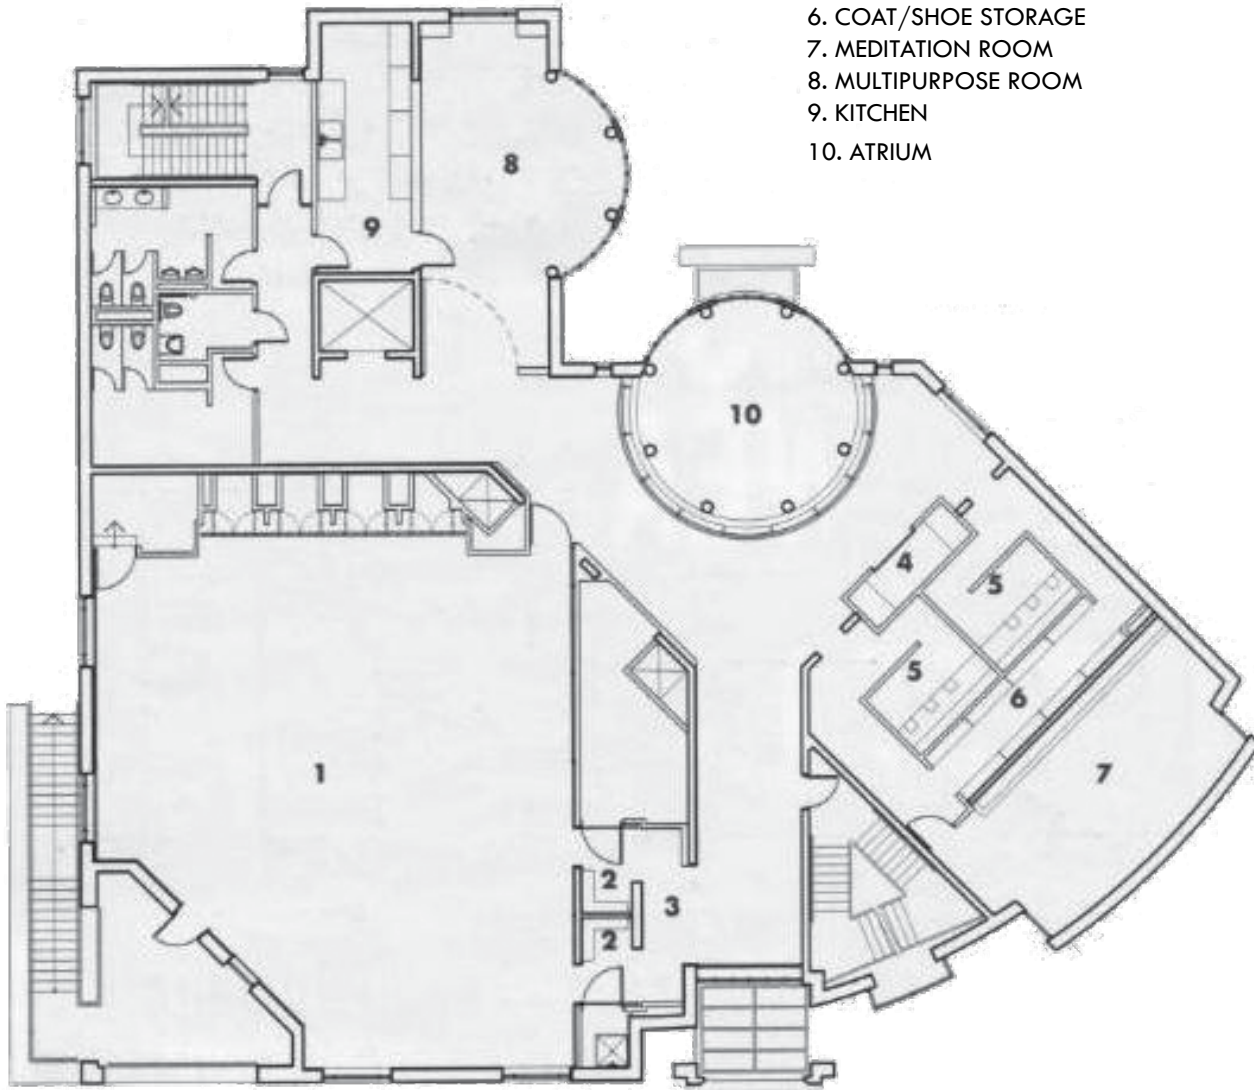 6. COAT/SHOE STORAGE
7. MEDITATION ROOM
8. MULTIPURPOSE ROOM
9. KITCHEN
10. ATRIUM
8
9
10
4
5
5
6
1
7
2
3
2